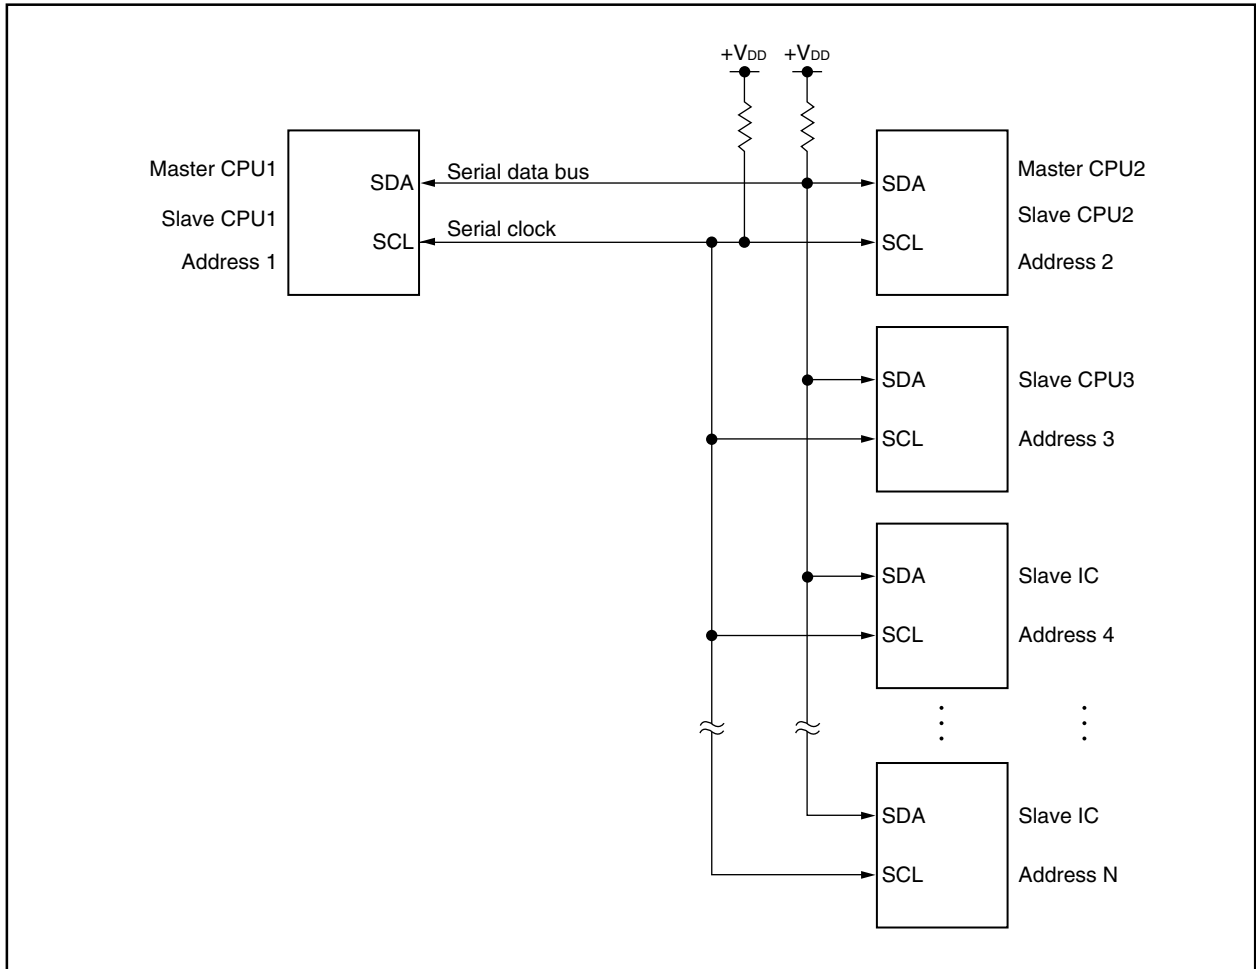 +VDD +VDD
Master CPU1
Slave CPU1
Address 1
SDA
SCL
Serial data bus
Serial clock
SDA
SCL
Master CPU2
Slave CPU2
Address 2
SDA
SCL
Slave CPU3
Address 3
SDA
SCL
Slave IC
Address 4
SDA
SCL
Slave IC
Address N